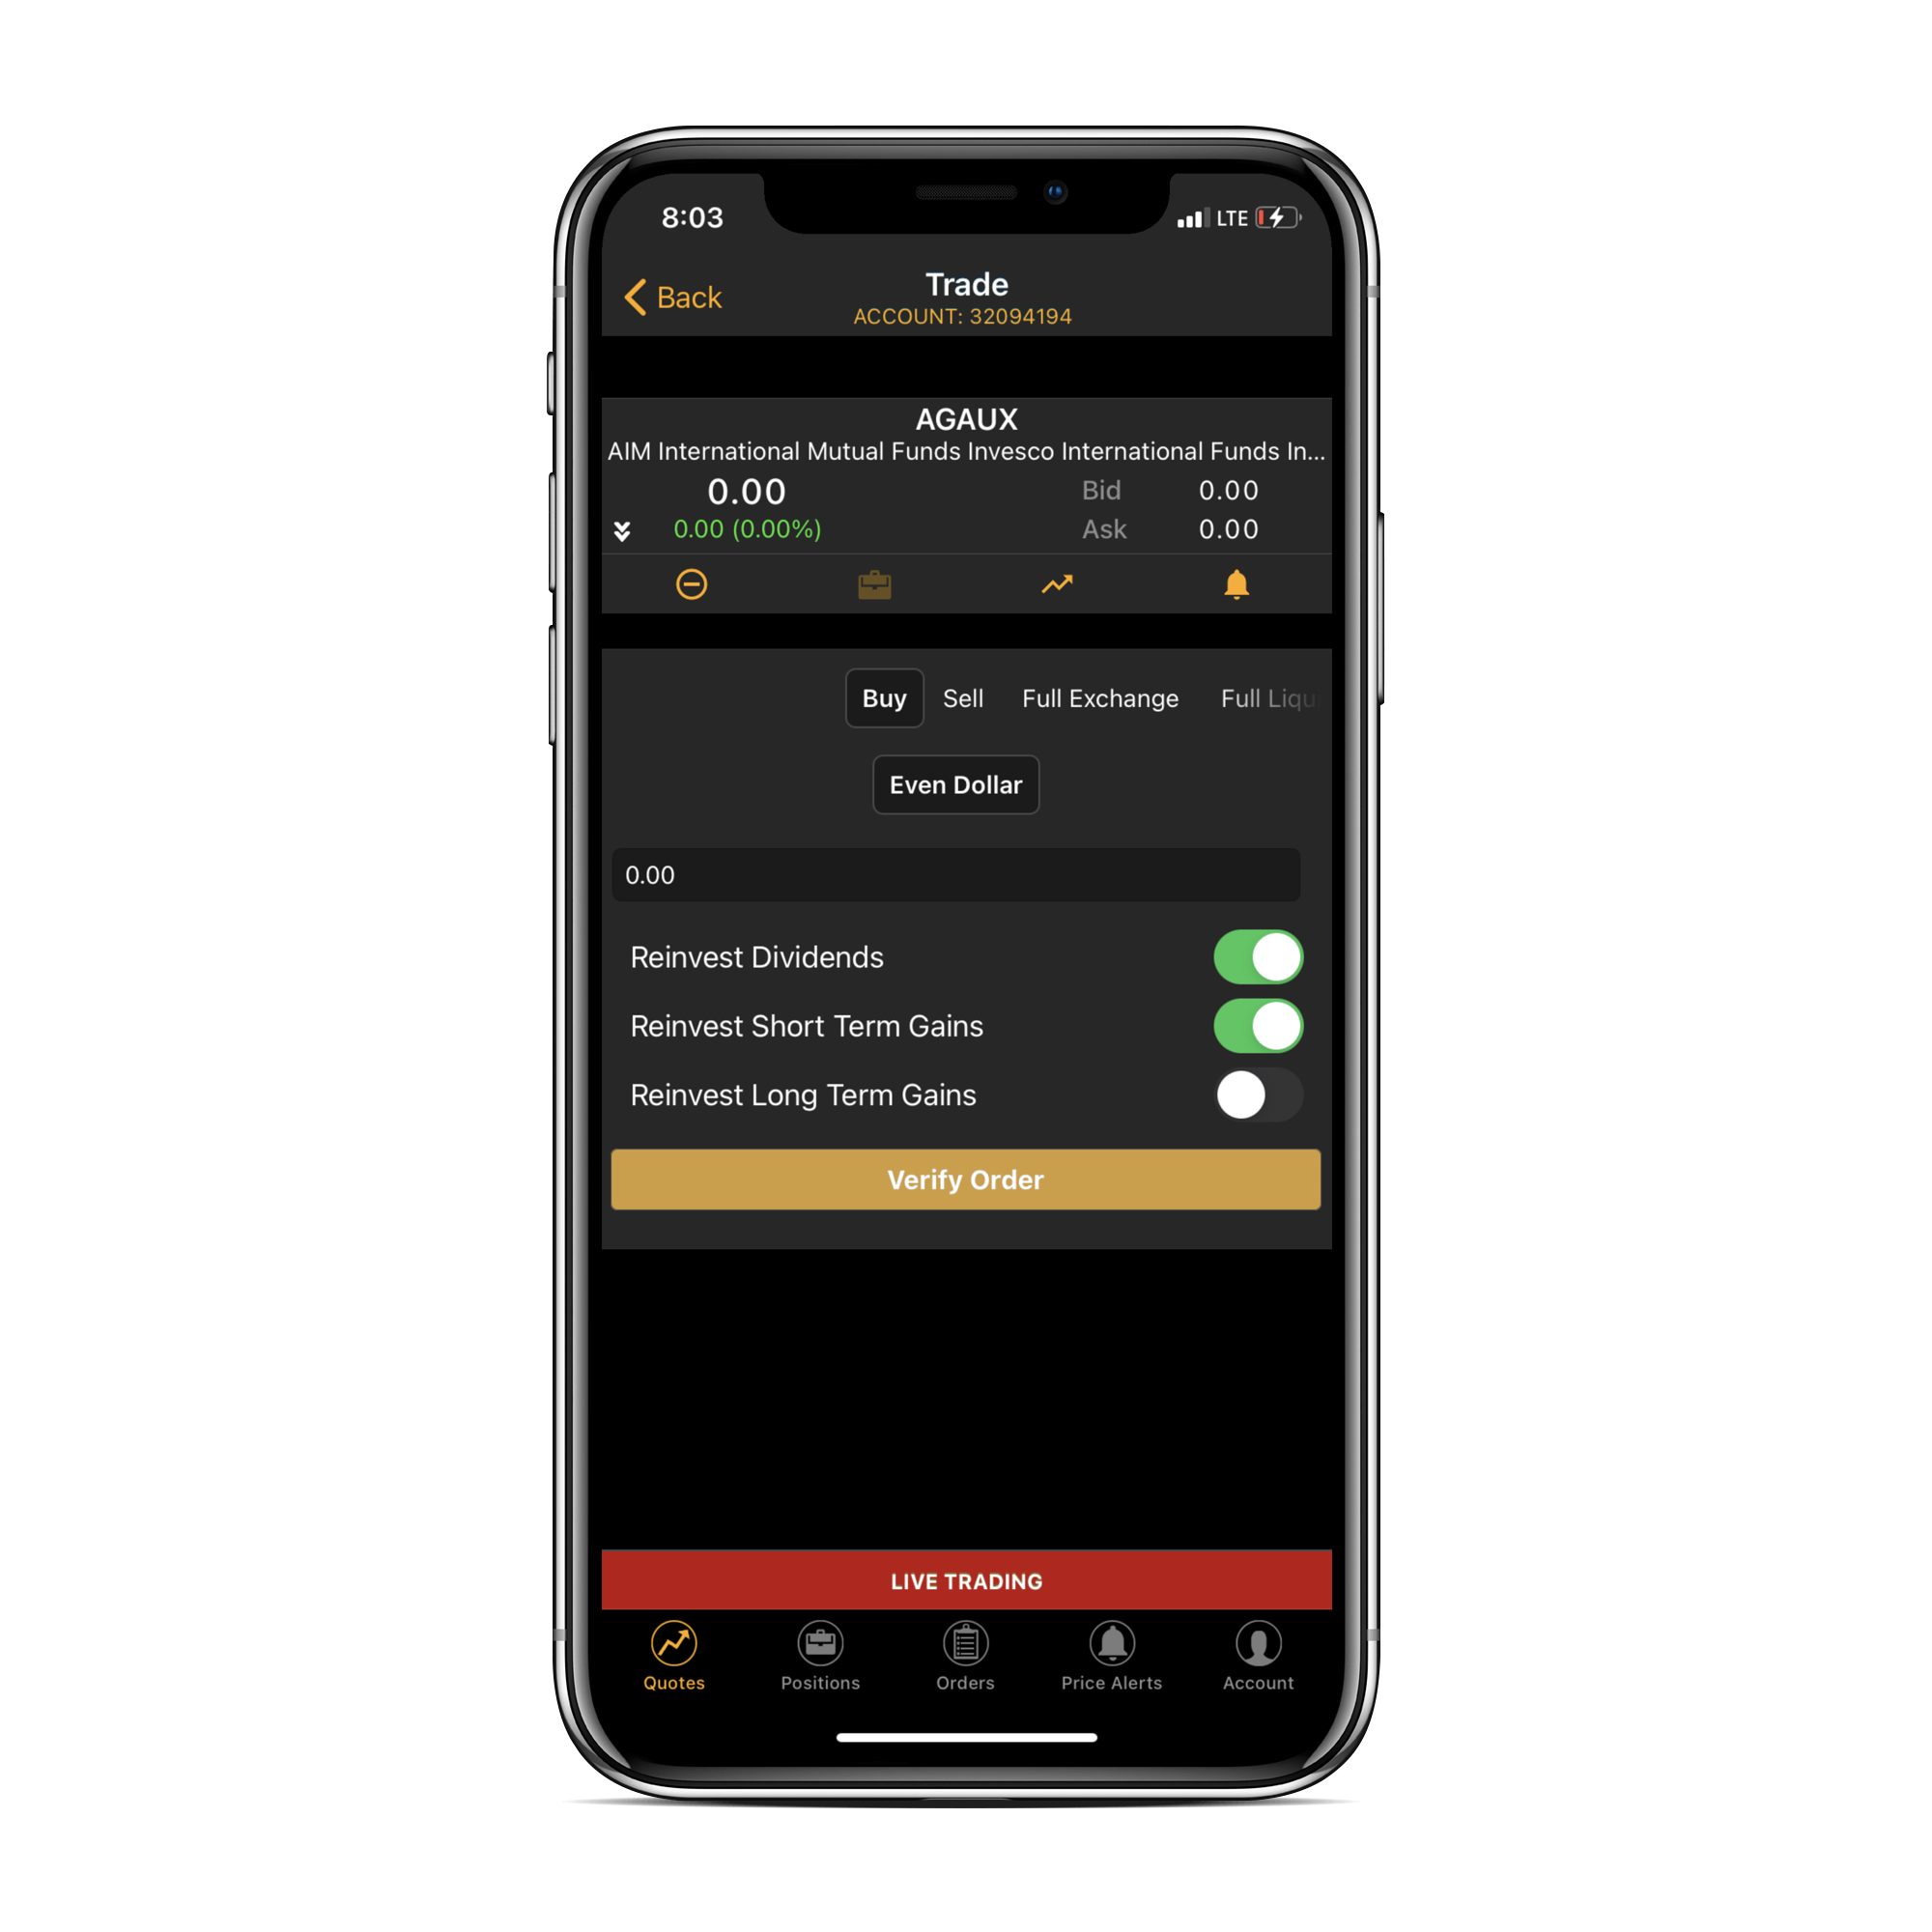 8:03 LTE
Back
Trade
ACCOUNT: 32094194
AGAUX
AIM International Mutual Funds Invesco International Funds In...
0.00 Bid 0.00
0.00 (0.00%) Ask 0.00
Buy Sell Full Exchange Full Liqu
Even Dollar
0.00
Reinvest Dividends
Reinvest Short Term Gains
Reinvest Long Term Gains
Verify Order
LIVE TRADING
Quotes Positions Orders Price Alerts Account